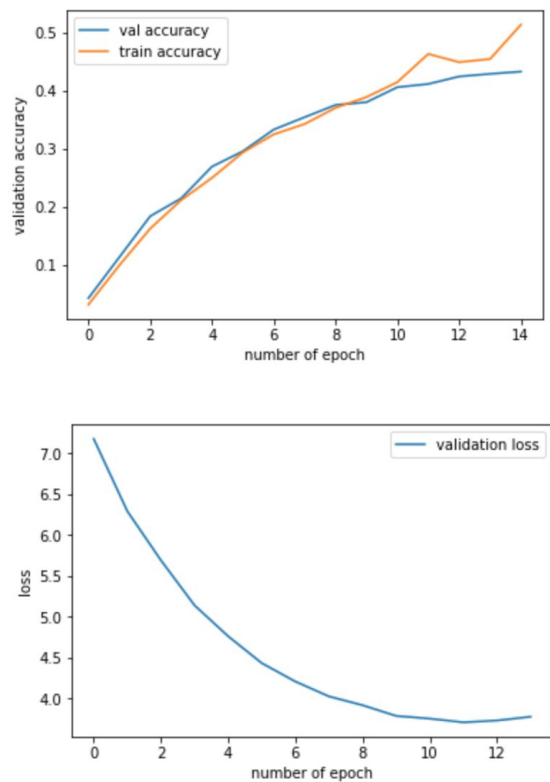 0.5
0.4
0.3
0.2
0.1
validation accuracy
val accuracy
train accuracy
0 2 4 6 8 10 12 14
number of epoch
7.0
6.5
6.0
5.5
5.0
4.5
4.0
loss
validation loss
0 2 4 6 8 10 12
number of epoch